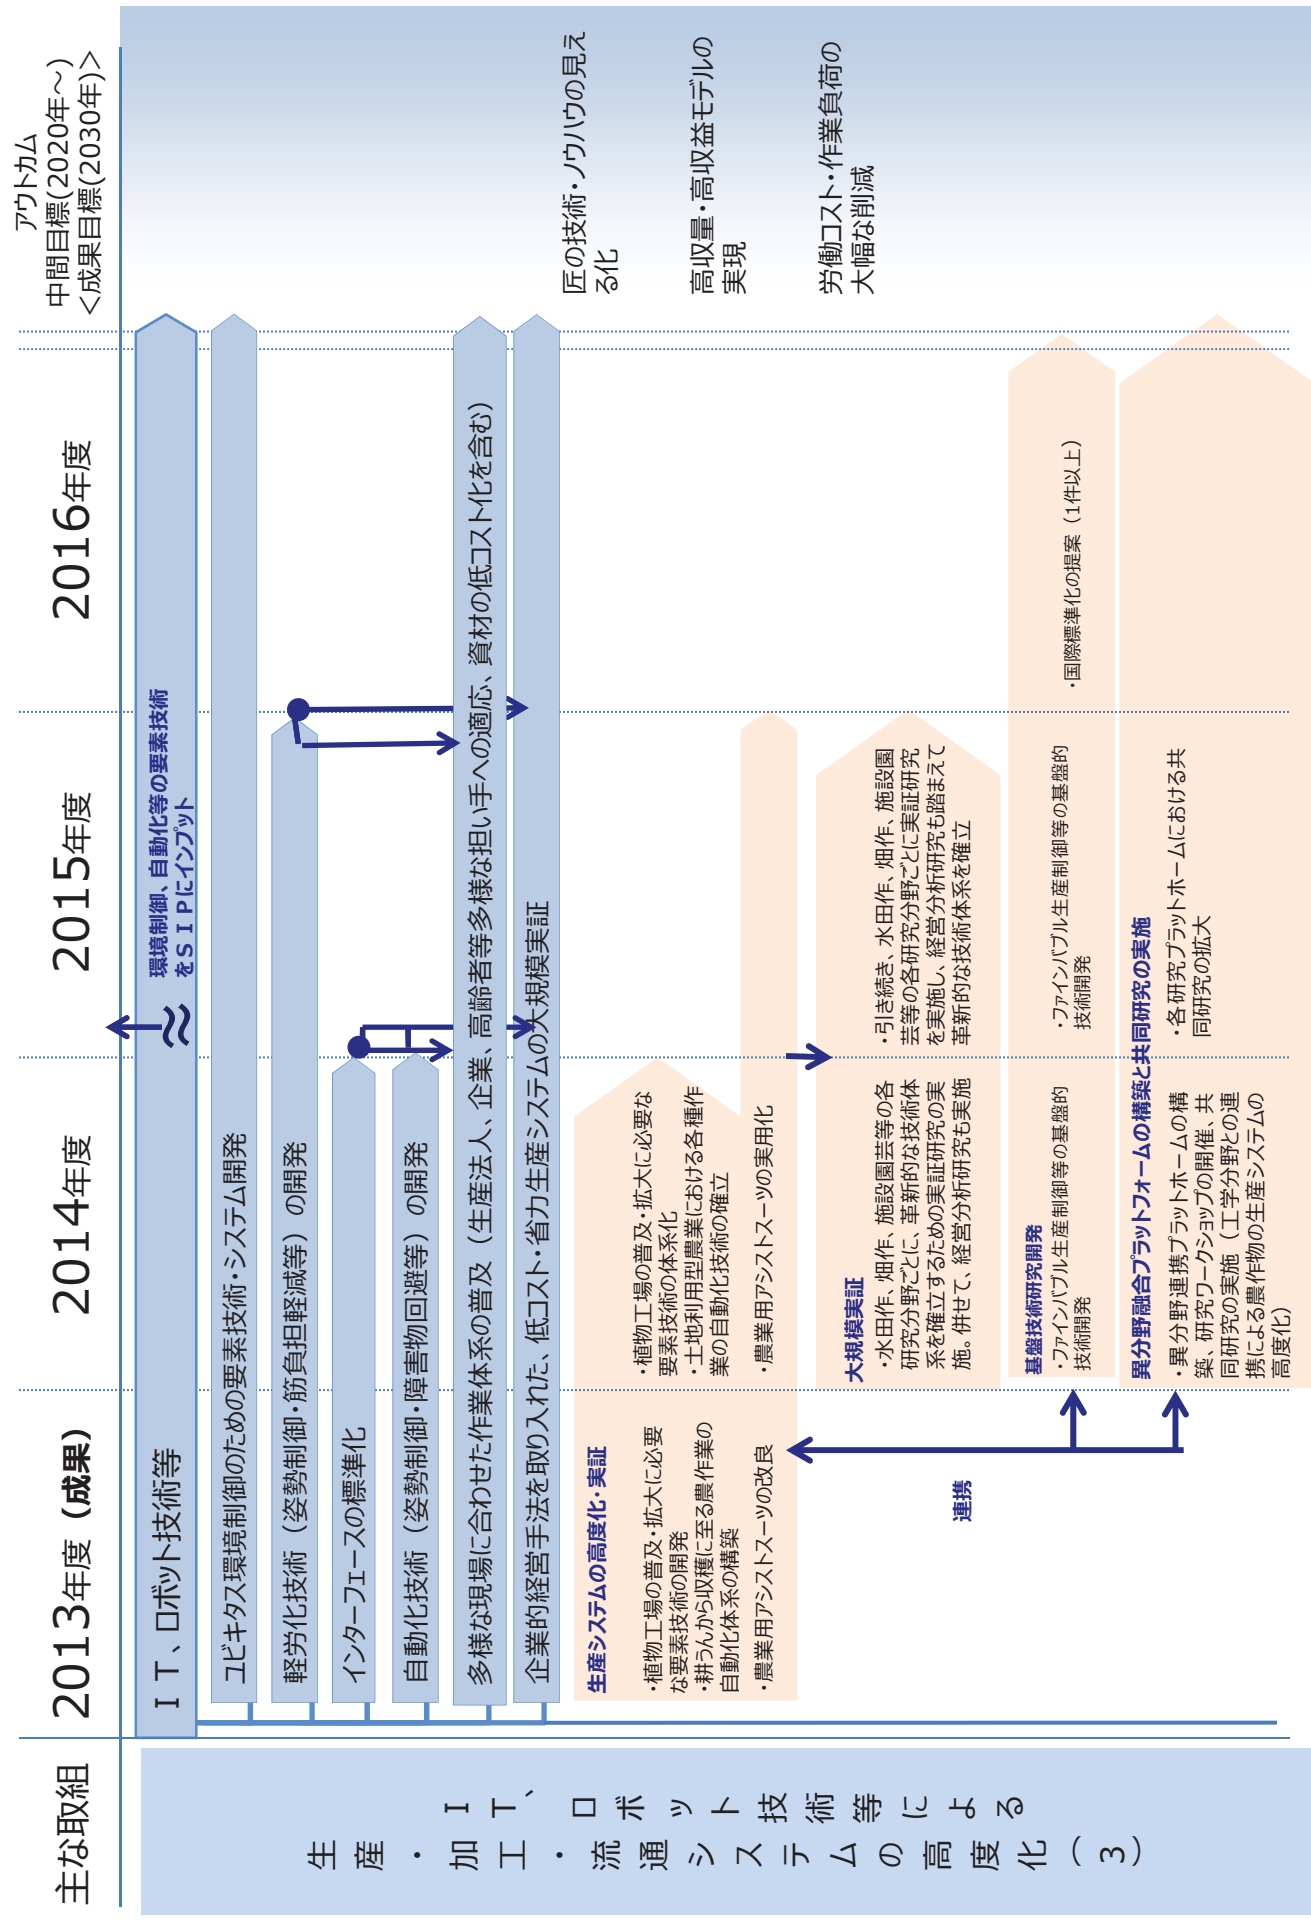 主な取組
2013年度（成果）
2014年度
2015年度
2016年度
アウトカム
中間目標(2020年～)
＜成果目標(2030年)＞
ＩＴ、ロボット技術等による
生産・加工・流通システムの高度化（３）
ＩＴ、ロボット技術等
環境制御、自動化等の要素技術
をＳＩＰにインプット
ユビキタス環境制御のための要素技術・システム開発
軽労化技術（姿勢制御・筋負担軽減等）の開発
インターフェースの標準化
自動化技術（姿勢制御・障害物回避等）の開発
多様な現場に合わせた作業体系の普及（生産法人、企業、高齢者等多様な担い手への適応、資材の低コスト化を含む）
企業的経営手法を取り入れた、低コスト・省力生産システムの大規模実証
匠の技術・ノウハウの見え
る化
高収量・高収益モデルの
実現
労働コスト・作業負荷の
大幅な削減
生産システムの高度化・実証
・植物工場の普及・拡大に必要
な要素技術の開発
・耕うんから収穫に至る農作業の
自動化体系の構築
・農業用アシストスーツの改良
・植物工場の普及・拡大に必要な
要素技術の体系化
・土地利用型農業における各種作
業の自動化技術の確立
・農業用アシストスーツの実用化
大規模実証
・水田作、畑作、施設園芸等の各
研究分野ごとに、革新的な技術体
系を確立するための実証研究の実
施。併せて、経営分析研究も実施
・引き続き、水田作、畑作、施設園
芸等の各研究分野ごとに実証研究
を実施し、経営分析研究も踏まえて
革新的な技術体系を確立
連携
基盤技術研究開発
・ファインバブル生産制御等の基盤的
技術開発
・ファインバブル生産制御等の基盤的
技術開発
・国際標準化の提案（1件以上）
異分野融合プラットフォームの構築と共同研究の実施
・異分野連携プラットホームの構
築、研究ワークショップの開催、共
同研究の実施（工学分野との連
携による農作物の生産システムの
高度化）
・各研究プラットホームにおける共
同研究の拡大